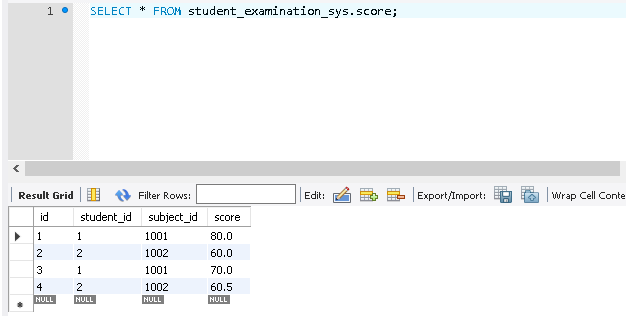 1 SELECT * FROM student_examination_sys.score;
Result Grid Filter Rows: Edit: Export/Import: Wrap Cell Conte
id student_id subject_id score
1 1 1001 80.0
2 2 1002 60.0
3 1 1001 70.0
4 2 1002 60.5
NULL NULL NULL NULL